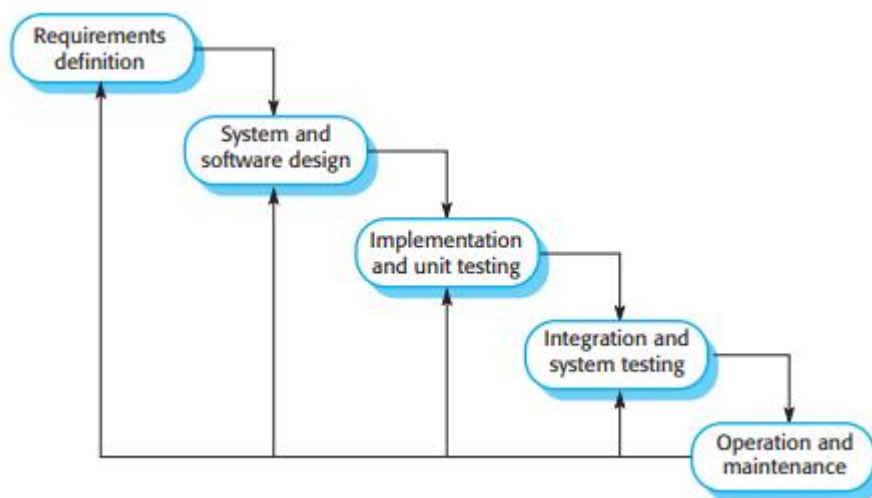 Requirements
definition
System and
software design
Implementation
and unit testing
Integration and
system testing
Operation and
maintenance